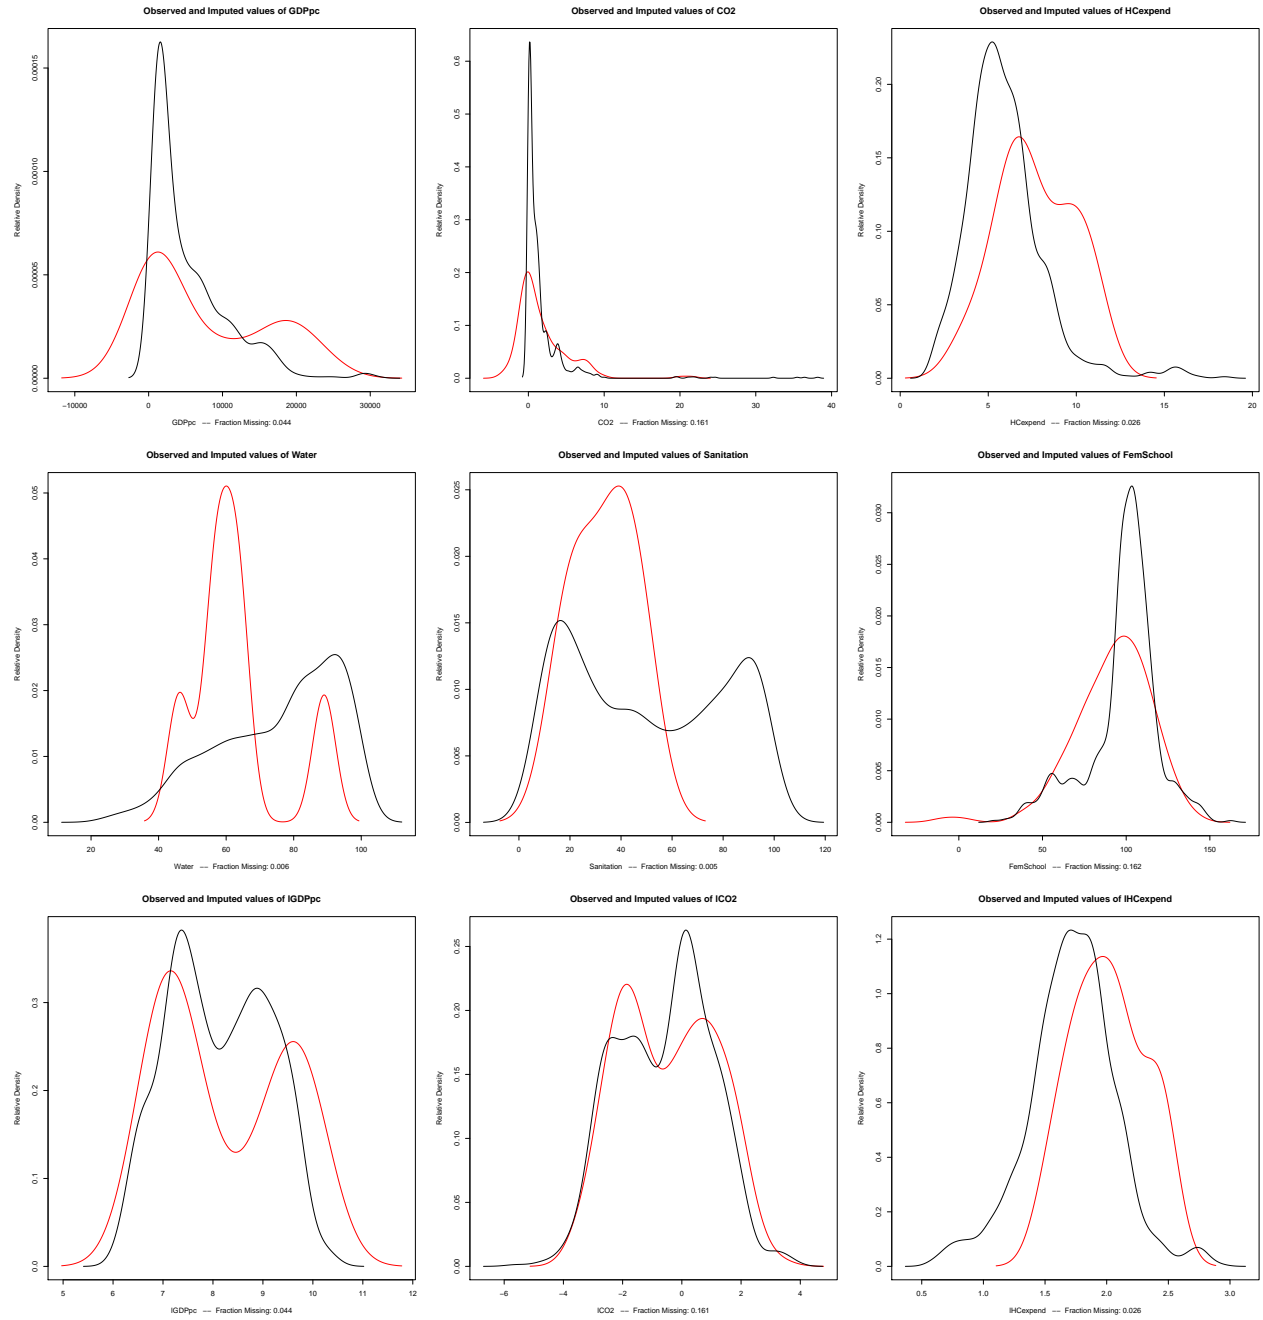 Observed and Imputed values of GDPpc
Relative Density
0.00000 0.00005 0.00010 0.00015
−10000 0 10000 20000 30000
GDPpc −− Fraction Missing: 0.044
Observed and Imputed values of CO2
Relative Density
0.0 0.1 0.2 0.3 0.4 0.5 0.6
0 10 20 30 40
CO2 −− Fraction Missing: 0.161
Observed and Imputed values of HCexpend
Relative Density
0.00 0.05 0.10 0.15 0.20
0 5 10 15 20
HCexpend −− Fraction Missing: 0.026
Observed and Imputed values of Water
Relative Density
0.00 0.01 0.02 0.03 0.04 0.05
20 40 60 80 100
Water −− Fraction Missing: 0.006
Observed and Imputed values of Sanitation
Relative Density
0.000 0.005 0.010 0.015 0.020 0.025
0 20 40 60 80 100 120
Sanitation −− Fraction Missing: 0.005
Observed and Imputed values of FemSchool
Relative Density
0.000 0.005 0.010 0.015 0.020 0.025 0.030
0 50 100 150
FemSchool −− Fraction Missing: 0.162
Observed and Imputed values of lGDPpc
Relative Density
0.0 0.1 0.2 0.3
5 6 7 8 9 10 11 12
lGDPpc −− Fraction Missing: 0.044
Observed and Imputed values of lCO2
Relative Density
0.00 0.05 0.10 0.15 0.20 0.25
−6 −4 −2 0 2 4
lCO2 −− Fraction Missing: 0.161
Observed and Imputed values of lHCexpend
Relative Density
0.0 0.2 0.4 0.6 0.8 1.0 1.2
0.5 1.0 1.5 2.0 2.5 3.0
lHCexpend −− Fraction Missing: 0.026